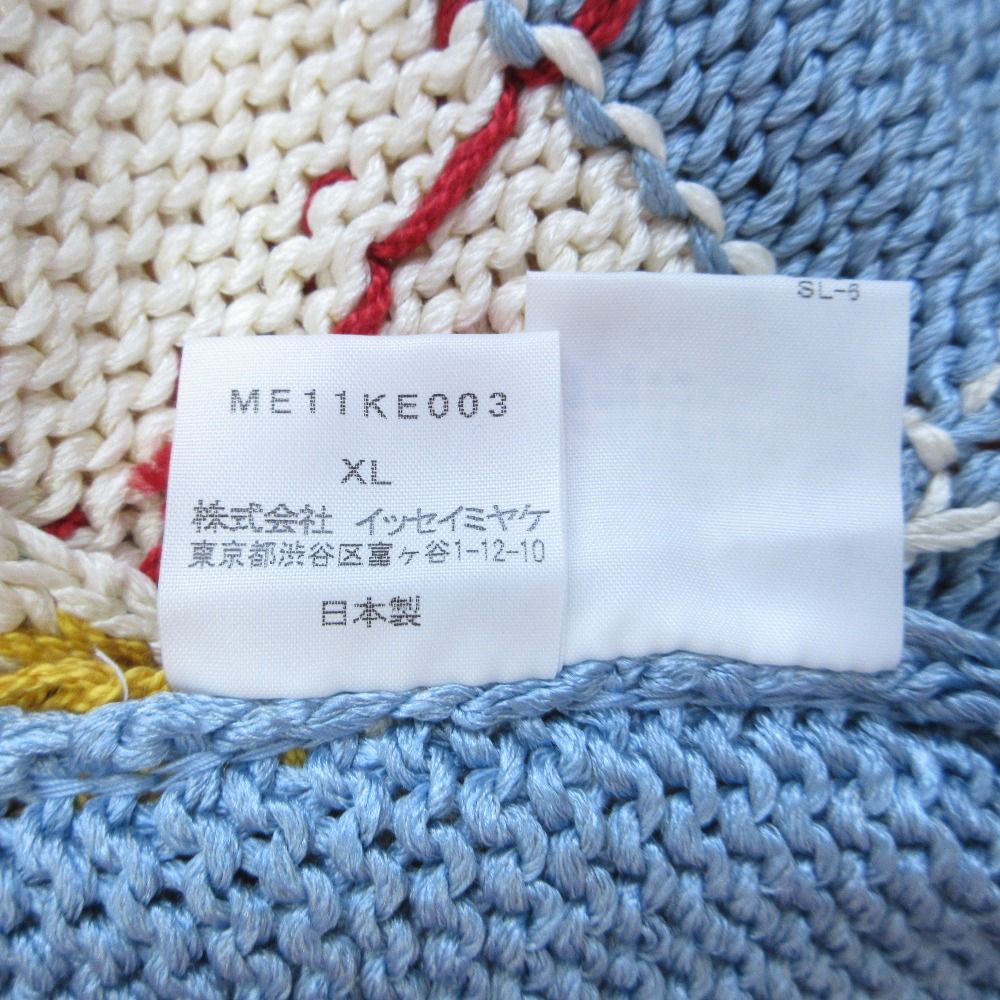 SL-6
ME11KE003
XL
株式会社 イッセイミヤケ
東京都渋谷区富ヶ谷1-12-10
日本製